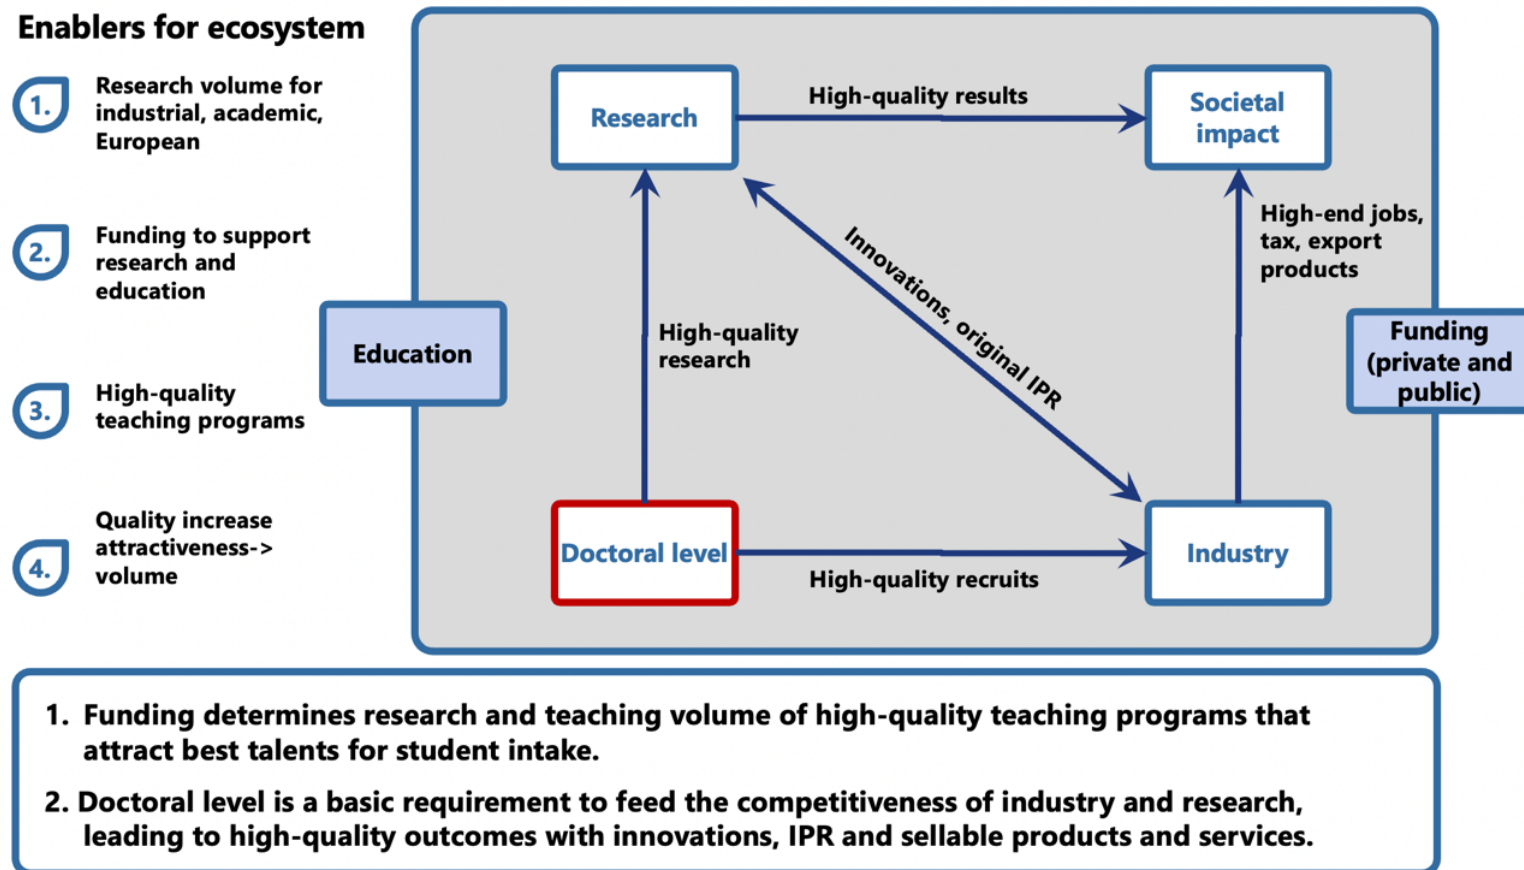 Enablers for ecosystem
1.
Research volume for
industrial, academic,
European
2.
Funding to support
research and
education
3.
High-quality
teaching programs
4.
Quality increase
attractiveness->
volume
Education
Research
High-quality results
Societal
impact
High-quality
research
Innovations, original IPR
High-end jobs,
tax, export
products
Funding
(private and
public)
Doctoral level
High-quality recruits
Industry
1. Funding determines research and teaching volume of high-quality teaching programs that
attract best talents for student intake.
2. Doctoral level is a basic requirement to feed the competitiveness of industry and research,
leading to high-quality outcomes with innovations, IPR and sellable products and services.